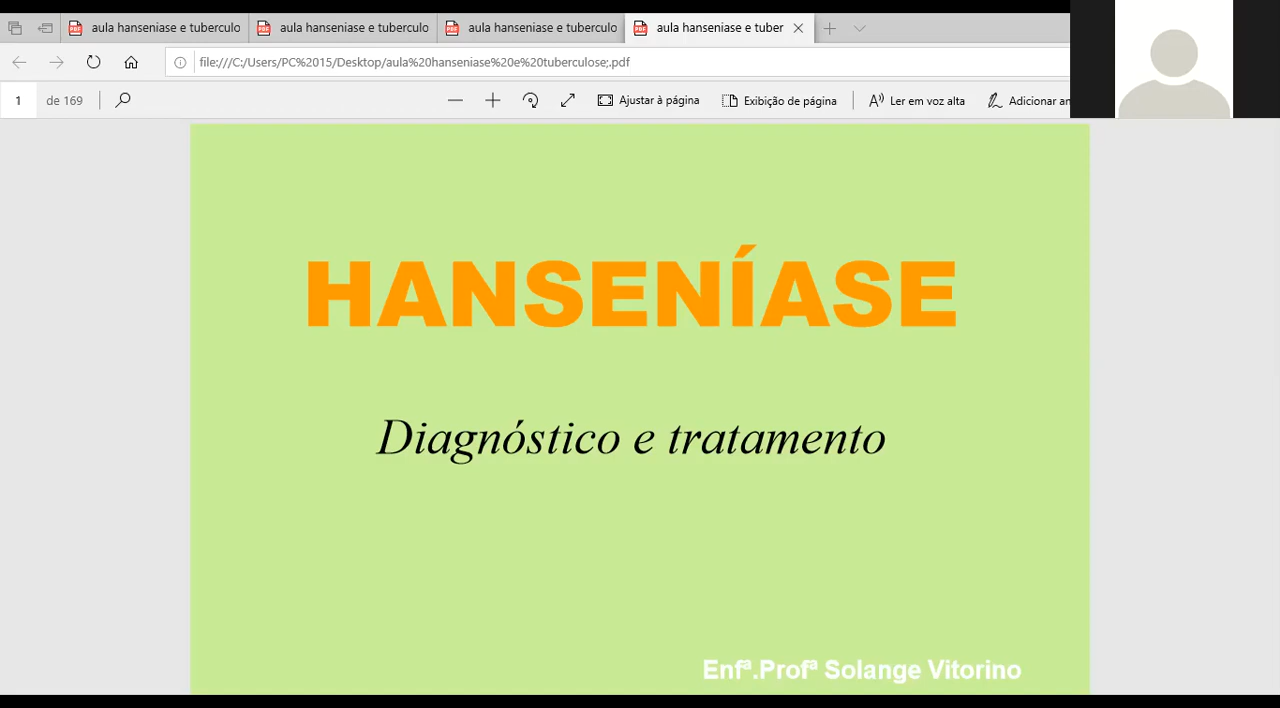 aula hanseniase e tuberculo
aula hanseniase e tuberculo
aula hanseniase e tuberculo
aula hanseniase e tuber
file:///C:/Users/PC%2015/Desktop/aula%20hanseniase%20e%20tuberculose;.pdf
1 de 169
Ajustar à página
Exibição de página
Ler em voz alta
Adicionar an
HANSENÍASE
Diagnóstico e tratamento
Enfª.Profª Solange Vitorino